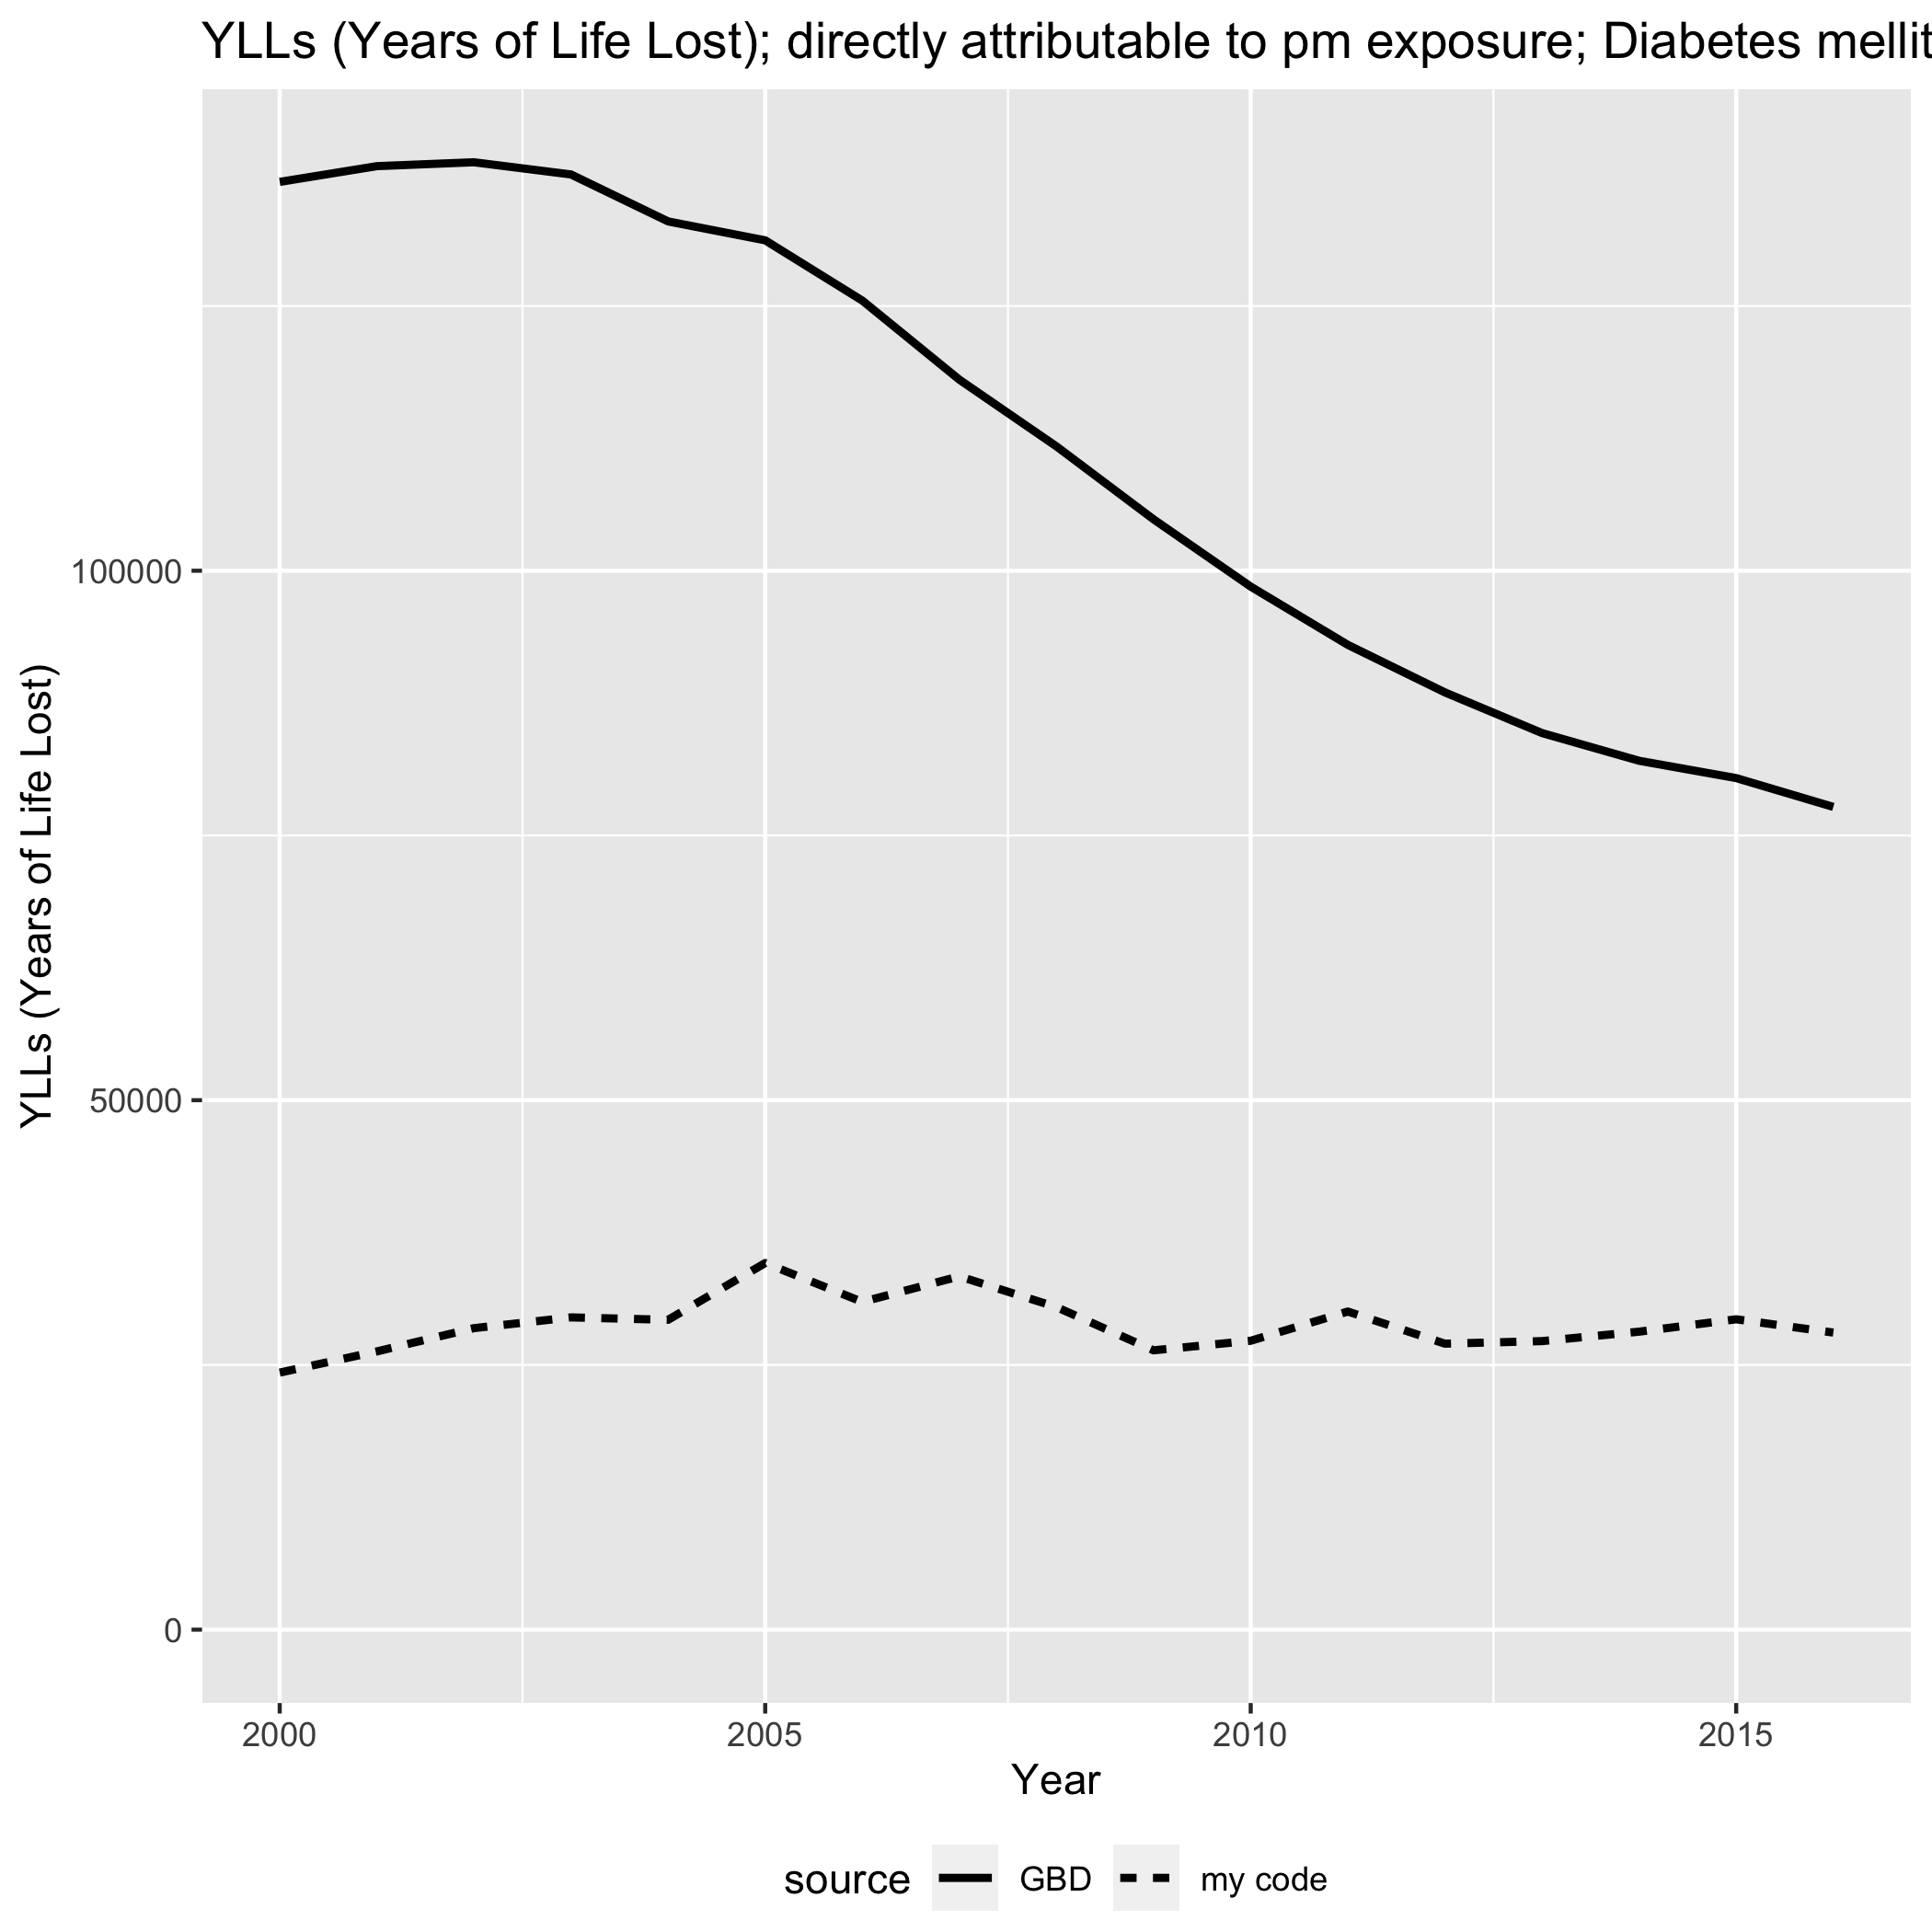 YLLs (Years of Life Lost); directly attributable to pm exposure; Diabetes mellit
YLLs (Years of Life Lost)
100000
50000
0
2000 2005 2010 2015
Year
source GBD my code